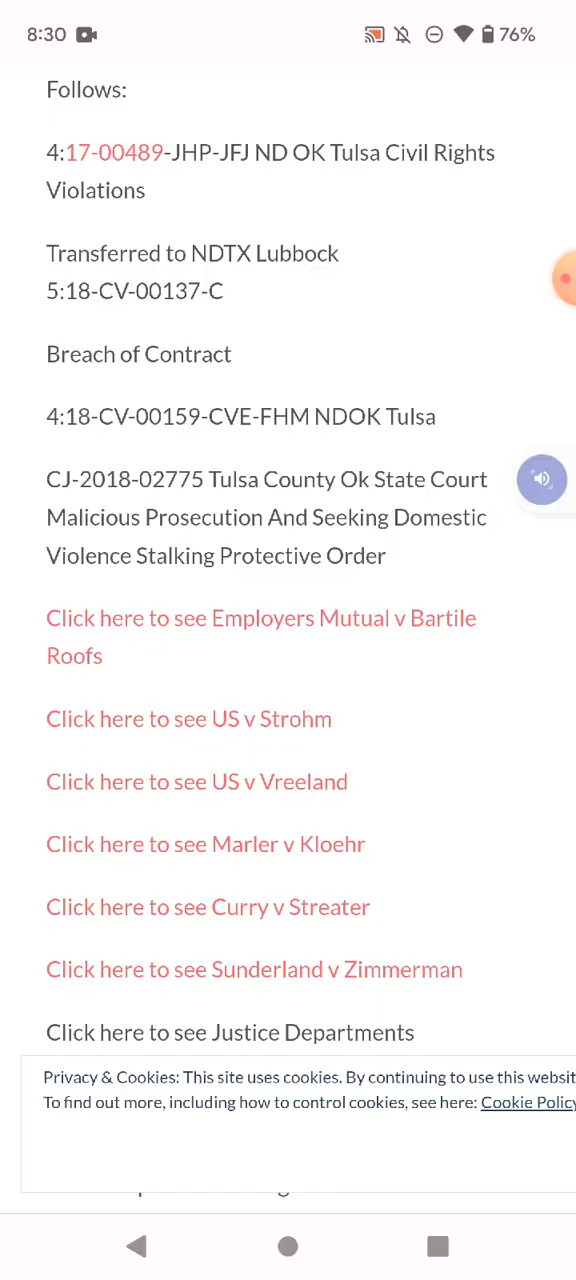 8:30
76%
Follows:
4:17-00489-JHP-JFJ ND OK Tulsa Civil Rights
Violations
Transferred to NDTX Lubbock
5:18-CV-00137-C
Breach of Contract
4:18-CV-00159-CVE-FHM NDOK Tulsa
CJ-2018-02775 Tulsa County Ok State Court
Malicious Prosecution And Seeking Domestic
Violence Stalking Protective Order
Click here to see Employers Mutual v Bartile
Roofs
Click here to see US v Strohm
Click here to see US v Vreeland
Click here to see Marler v Kloehr
Click here to see Curry v Streater
Click here to see Sunderland v Zimmerman
Click here to see Justice Departments
Privacy & Cookies: This site uses cookies. By continuing to use this websit
To find out more, including how to control cookies, see here: Cookie Policy